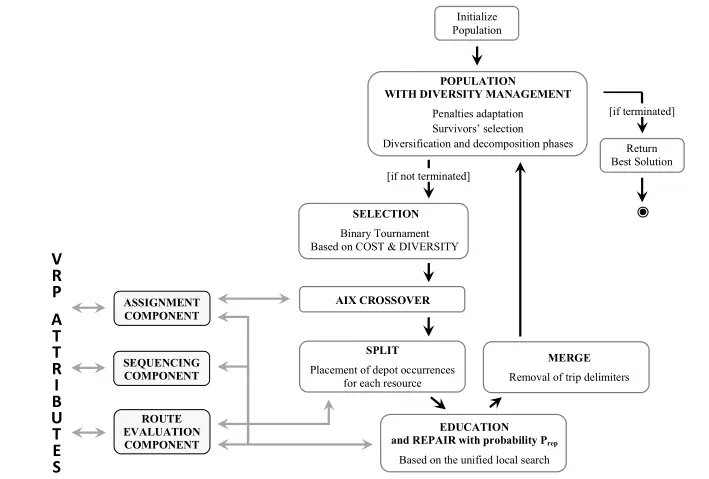 Initialize
Population
POPULATION
WITH DIVERSITY MANAGEMENT
Penalties adaptation
Survivors' selection
Diversification and decomposition phases
[if terminated]
Return
Best Solution
[if not terminated]
SELECTION
Binary Tournament
Based on COST & DIVERSITY
AIX CROSSOVER
SPLIT
Placement of depot occurrences
for each resource
MERGE
Removal of trip delimiters
EDUCATION
and REPAIR with probability Prep
Based on the unified local search
VRP ATTRIBUTES
ASSIGNMENT
COMPONENT
SEQUENCING
COMPONENT
ROUTE
EVALUATION
COMPONENT